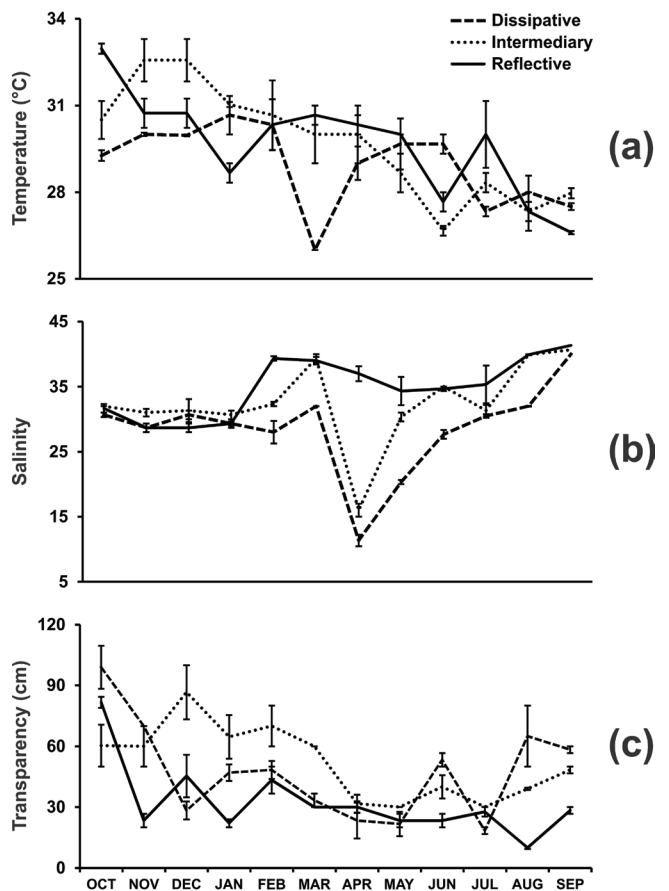 34
31
28
25
Temperature (°C)
Dissipative
Intermediary
Reflective
(a)
45
35
25
15
5
Salinity
(b)
120
90
60
30
0
Transparency (cm)
(c)
OCT NOV DEC JAN FEB MAR APR MAY JUN JUL AUG SEP